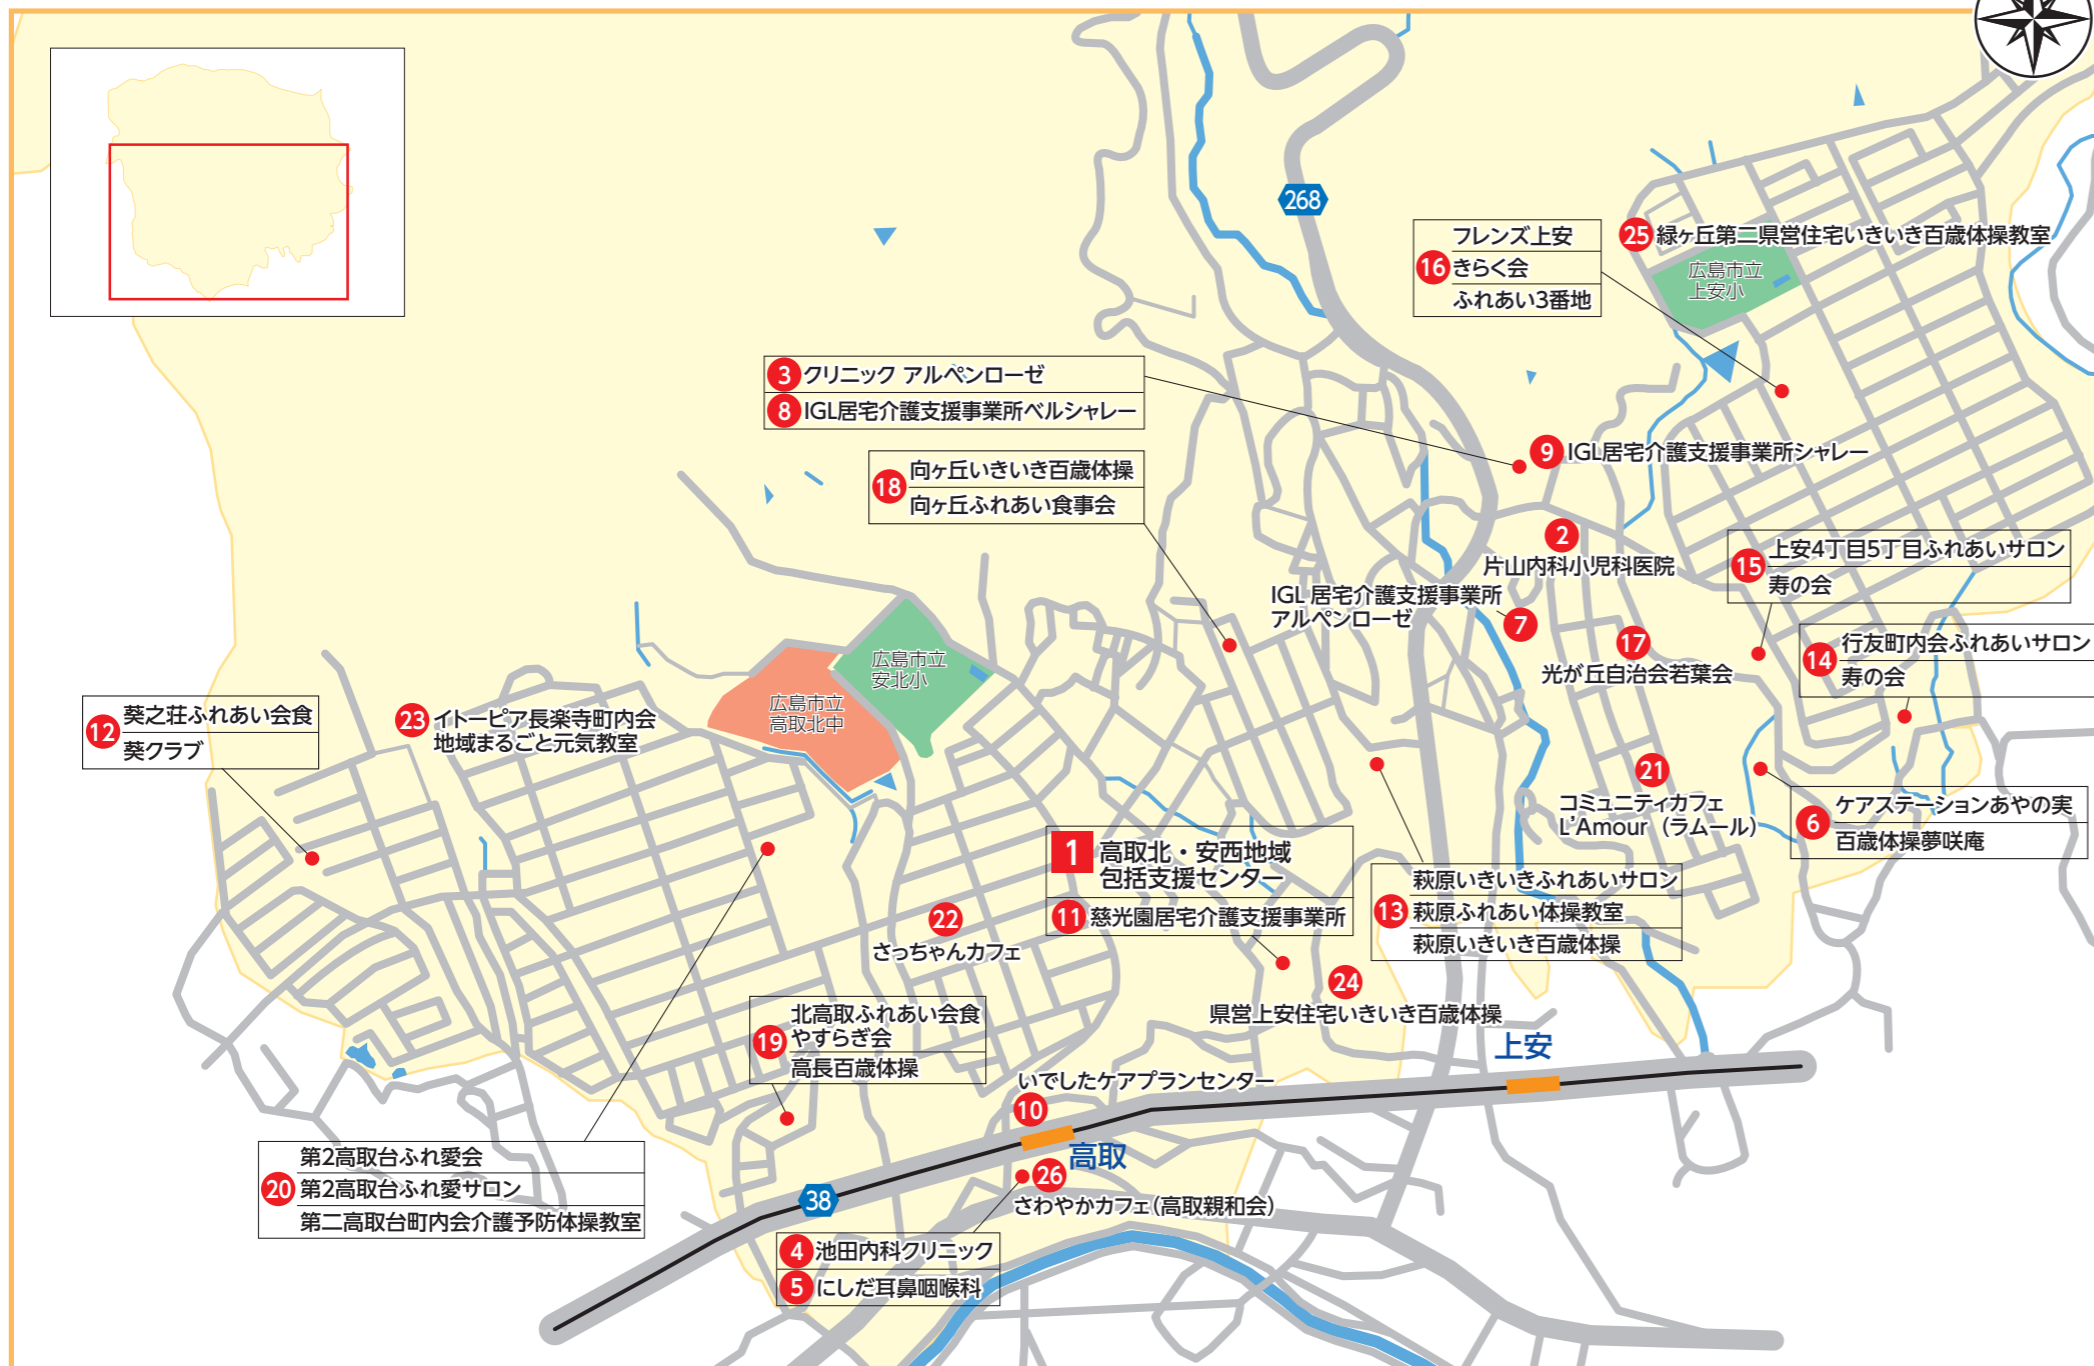 268
フレンズ上安
16 きらく会
ふれあい3番地
25 緑ヶ丘第二県営住宅いきいき百歳体操教室
広島市立
上安小
3 クリニック アルペンローゼ
8 IGL居宅介護支援事業所ベルシャレー
9 IGL居宅介護支援事業所シャレー
18 向ヶ丘いきいき百歳体操
向ヶ丘ふれあい食事会
2
片山内科小児科医院
15 上安4丁目5丁目ふれあいサロン
寿の会
IGL 居宅介護支援事業所
アルペンローゼ
7
17
光が丘自治会若葉会
14 行友町内会ふれあいサロン
寿の会
広島市立
安北小
広島市立
高取北中
12 葵之荘ふれあい会食
葵クラブ
23 イトーピア長楽寺町内会
地域まるごと元気教室
21
コミュニティカフェ
L'Amour (ラムール)
6 ケアステーションあやの実
百歳体操夢咲庵
1 高取北・安西地域
包括支援センター
11 慈光園居宅介護支援事業所
萩原いきいきふれあいサロン
13 萩原ふれあい体操教室
萩原いきいき百歳体操
22
さっちゃんカフェ
24
県営上安住宅いきいき百歳体操
19 北高取ふれあい会食
やすらぎ会
高長百歳体操
上安
いでしたケアプランセンター
10
高取
第2高取台ふれ愛会
20 第2高取台ふれ愛サロン
第二高取台町内会介護予防体操教室
38
26
さわやかカフェ(高取親和会)
4 池田内科クリニック
5 にしだ耳鼻咽喉科